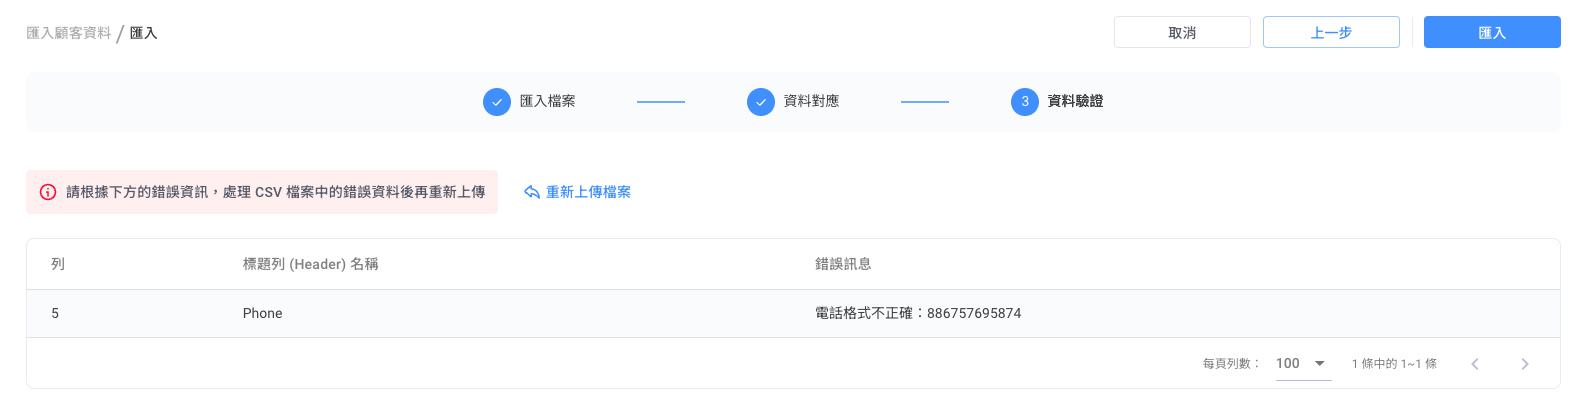 匯入顧客資料 / 匯入
取消
上一步
匯入
匯入檔案
資料對應
3 資料驗證
請根據下方的錯誤資訊，處理 CSV 檔案中的錯誤資料後再重新上傳
重新上傳檔案
列 標題列 (Header) 名稱 錯誤訊息
5 Phone 電話格式不正確：886757695874
每頁列數： 100 1 條中的 1~1 條